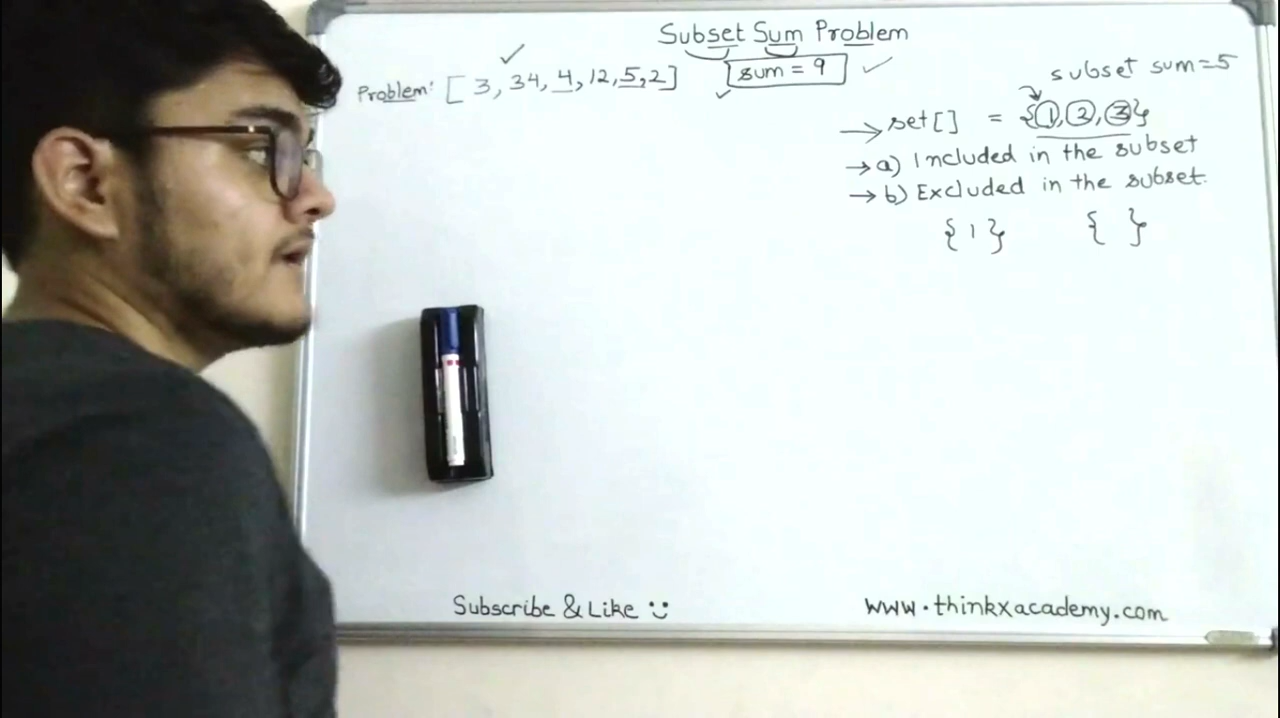 Subset Sum Problem
Problem: [ 3, 34, 4, 12, 5, 2] sum = 9
subset sum=5
set[] = {1, 2, 3}
a) Included in the subset
b) Excluded in the subset.
{ 1 } { }
Subscribe & Like
www.thinkxacademy.com